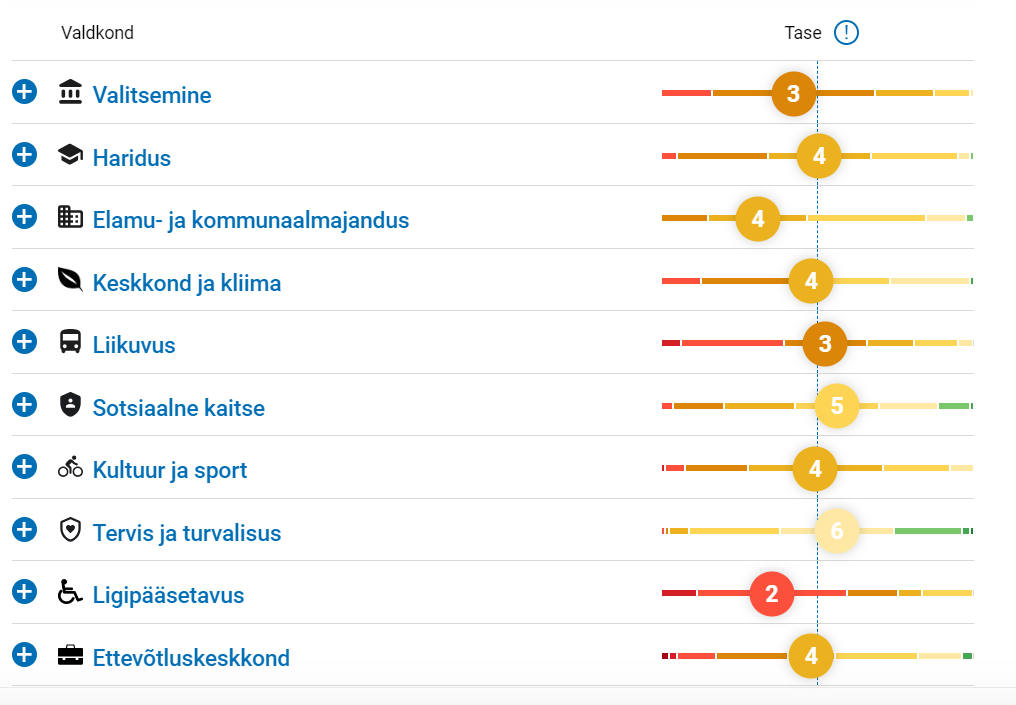 Valdkond Tase !
Valitsemine 3
Haridus 4
Elamu- ja kommunaalmajandus 4
Keskkond ja kliima 4
Liikuvus 3
Sotsiaalne kaitse 5
Kultuur ja sport 4
Tervis ja turvalisus 6
Ligipääsetavus 2
Ettevõtluskeskkond 4